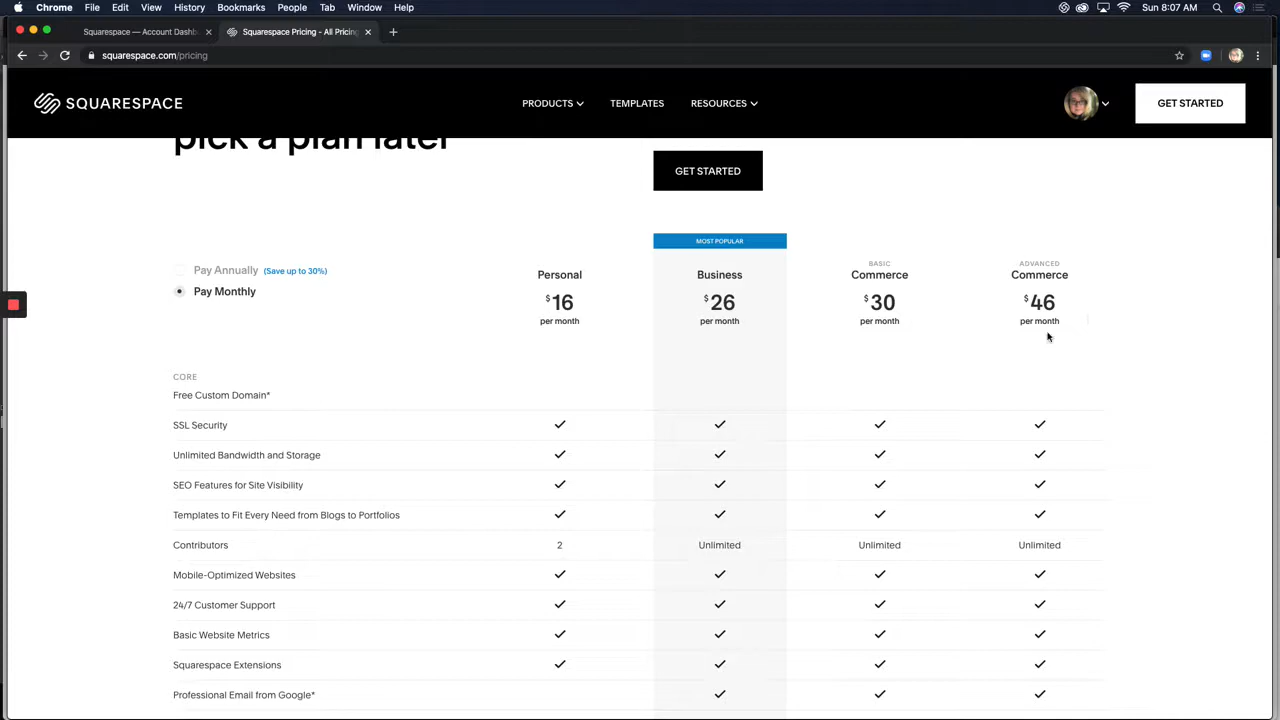 Chrome File Edit View History Bookmarks People Tab Window Help Sun 8:07 AM
Squarespace — Account Dashb × Squarespace Pricing - All Pricin × +
squarespace.com/pricing
SQUARESPACE PRODUCTS TEMPLATES RESOURCES GET STARTED
pick a plan later
GET STARTED
MOST POPULAR
Pay Annually (Save up to 30%)
Pay Monthly
Personal
$16
per month
Business
$26
per month
BASIC
Commerce
$30
per month
ADVANCED
Commerce
$46
per month
CORE
Free Custom Domain*
SSL Security
Unlimited Bandwidth and Storage
SEO Features for Site Visibility
Templates to Fit Every Need from Blogs to Portfolios
Contributors 2 Unlimited Unlimited Unlimited
Mobile-Optimized Websites
24/7 Customer Support
Basic Website Metrics
Squarespace Extensions
Professional Email from Google*